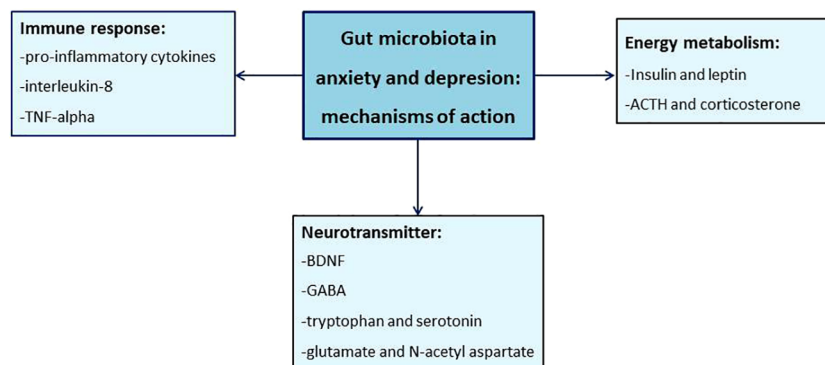 Immune response:
-pro-inflammatory cytokines
-interleukin-8
-TNF-alpha
Gut microbiota in
anxiety and depresion:
mechanisms of action
Energy metabolism:
-Insulin and leptin
-ACTH and corticosterone
Neurotransmitter:
-BDNF
-GABA
-tryptophan and serotonin
-glutamate and N-acetyl aspartate